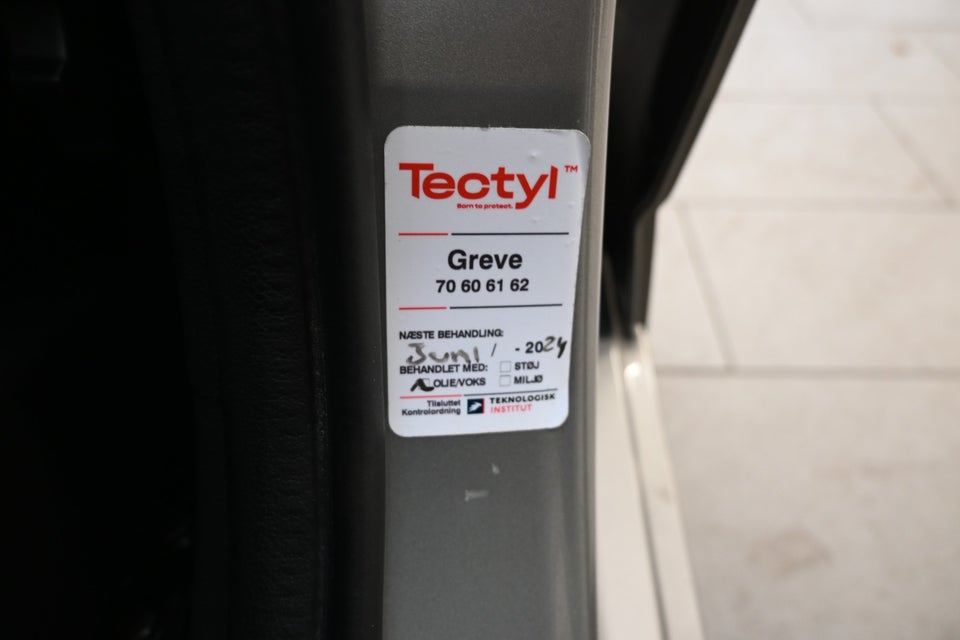 Tectyl™
Born to protect.
Greve
70 60 61 62
NÆSTE BEHANDLING:
Juni / - 2024
BEHANDLET MED: STØJ
OLIE/VOKS MILJØ
Tilsluttet Kontrolordning
TEKNOLOGISK INSTITUT